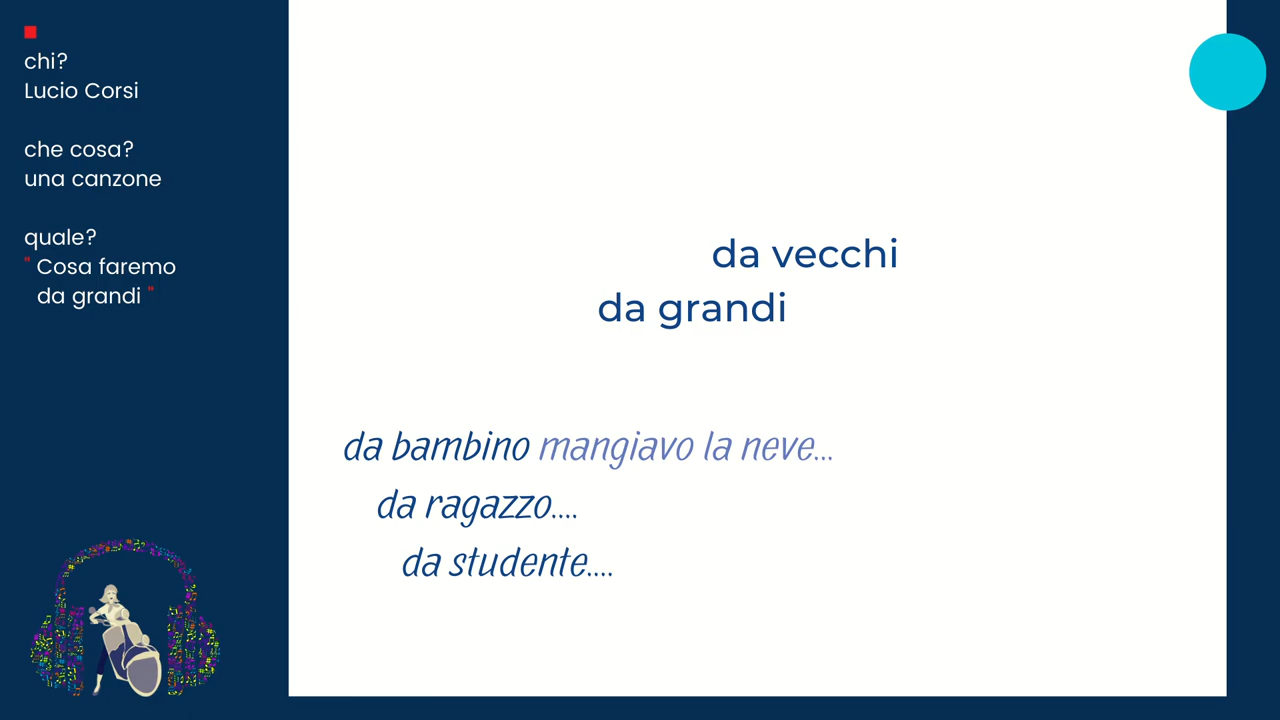 chi?
Lucio Corsi
che cosa?
una canzone
quale?
" Cosa faremo
da grandi "
da vecchi
da grandi
da bambino mangiavo la neve...
da ragazzo....
da studente....